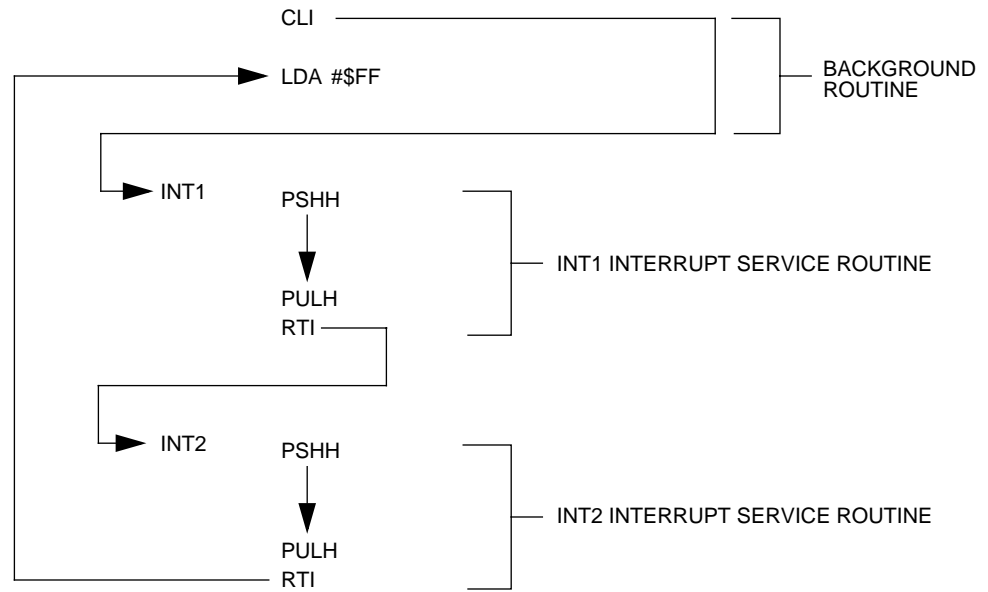 CLI
LDA #$FF
BACKGROUND
ROUTINE
INT1
PSHH
INT1 INTERRUPT SERVICE ROUTINE
PULH
RTI
INT2
PSHH
INT2 INTERRUPT SERVICE ROUTINE
PULH
RTI